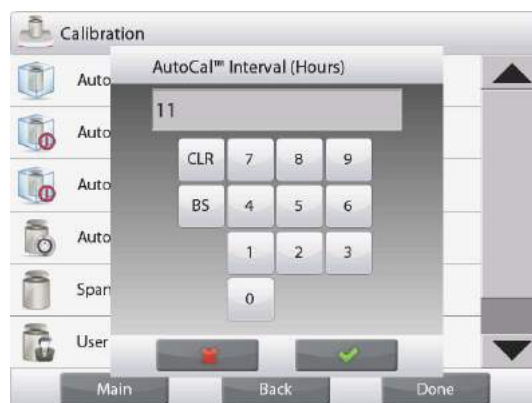 Calibration
AutoCal™ Interval (Hours)
Auto
11
Auto
CLR 7 8 9
Auto
BS 4 5 6
Auto
1 2 3
Span
0
User
Main Back Done